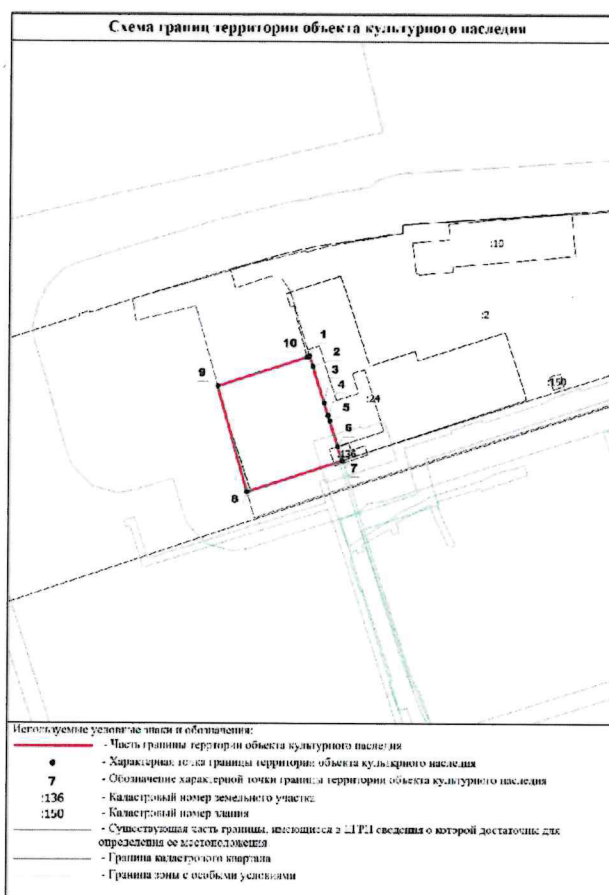 Схема границ территории объекта культурного наследия
:10
:2
1
10
2
3
9
4
:24
:150
5
6
:136
7
8
Используемые условные знаки и обозначения:
- Часть границы территории объекта культурного наследия
- Характерная точка границы территории объекта культурного наследия
7 - Обозначение характерной точки границы территории объекта культурного наследия
:136 - Кадастровый номер земельного участка
:150 - Кадастровый номер здания
- Существующая часть границы, имеющиеся в ЕГРН сведения о которой достаточны для
определения ее местоположения
- Граница кадастрового квартала
- Граница зоны с особыми условиями